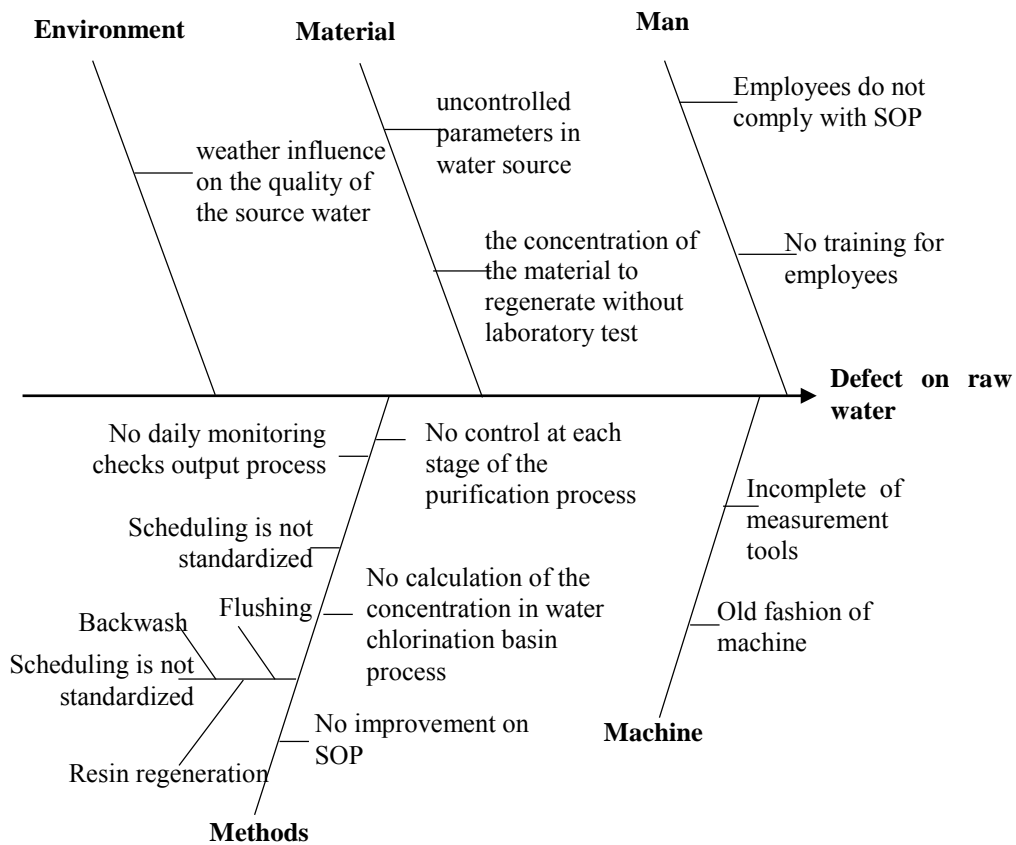 Environment
Material
Man
Employees do not
comply with SOP
uncontrolled
parameters in
water source
weather influence
on the quality of
the source water
the concentration of
the material to
regenerate without
laboratory test
No training for
employees
Defect on raw
water
No daily monitoring
checks output process
No control at each
stage of the
purification process
Scheduling is not
standardized
Incomplete of
measurement
tools
No calculation of the
concentration in water
chlorination basin
process
Flushing
Backwash
Scheduling is not
standardized
Old fashion of
machine
No improvement on
SOP
Resin regeneration
Machine
Methods